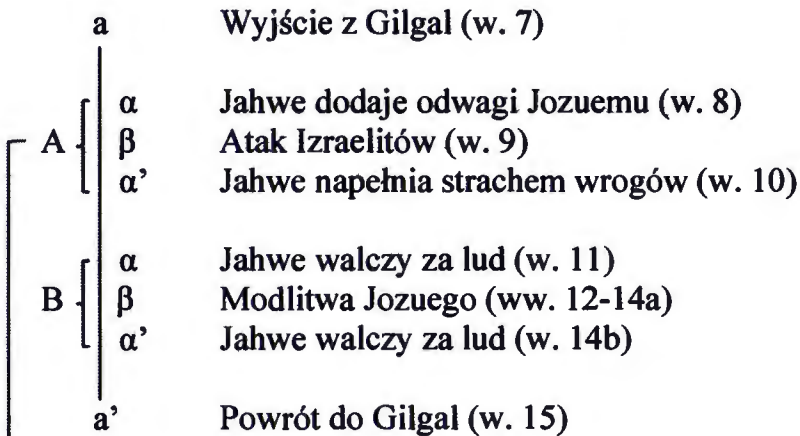 a Wyjście z Gilgal (w. 7)
α Jahwe dodaje odwagi Jozuemu (w. 8)
A β Atak Izraelitów (w. 9)
α’ Jahwe napełnia strachem wrogów (w. 10)
α Jahwe walczy za lud (w. 11)
B β Modlitwa Jozuego (ww. 12-14a)
α’ Jahwe walczy za lud (w. 14b)
a’ Powrót do Gilgal (w. 15)